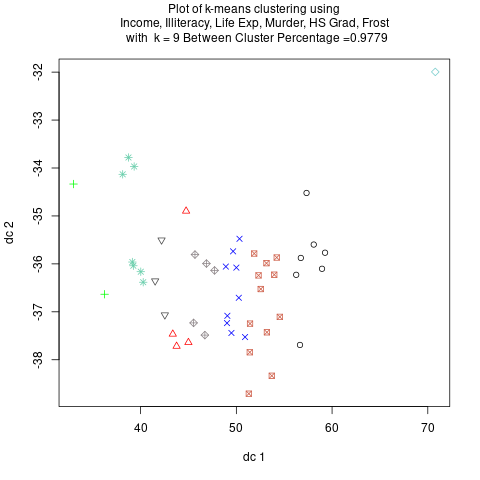 Plot of k-means clustering using
Income, Illiteracy, Life Exp, Murder, HS Grad, Frost
with k = 9 Between Cluster Percentage =0.9779
-32
-33
-34
-35
-36
-37
-38
dc 2
40 50 60 70
dc 1